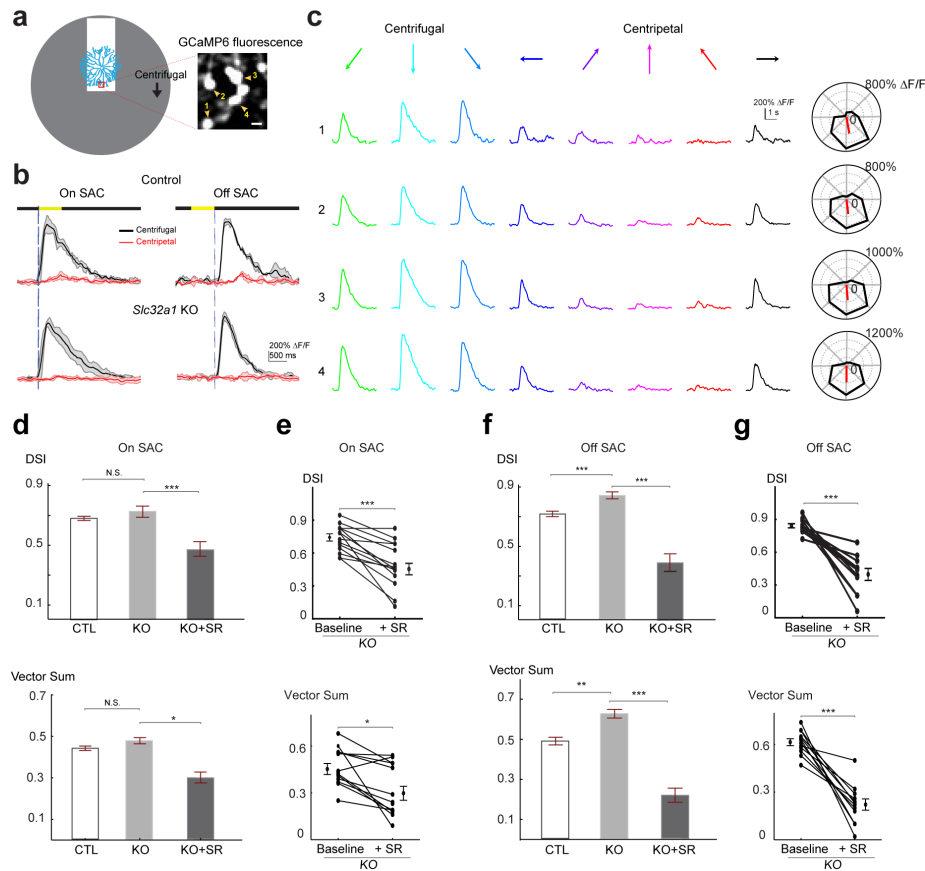 a
GCaMP6 fluorescence
Centrifugal
1
2
3
4
b
Control
On SAC
Off SAC
Centrifugal
Centripetal
Slc32a1 KO
200% ΔF/F
500 ms
c
Centrifugal
Centripetal
200% ΔF/F
1 s
800% ΔF/F
1
0
800%
2
0
1000%
3
0
1200%
4
0
d
On SAC
DSI
N.S.
***
0.9
0.5
0.1
CTL
KO
KO+SR
Vector Sum
N.S.
*
0.7
0.3
0.1
CTL
KO
KO+SR
e
On SAC
DSI
***
0.9
0.6
0.3
0
Baseline
+ SR
KO
Vector Sum
*
0.6
0.3
0
Baseline
+ SR
KO
f
Off SAC
DSI
***
***
0.9
0.5
0.1
CTL
KO
KO+SR
Vector Sum
**
***
0.7
0.5
0.3
0.1
CTL
KO
KO+SR
g
Off SAC
DSI
***
0.9
0.6
0.3
0
Baseline
+ SR
KO
Vector Sum
***
0.6
0.3
0
Baseline
+ SR
KO